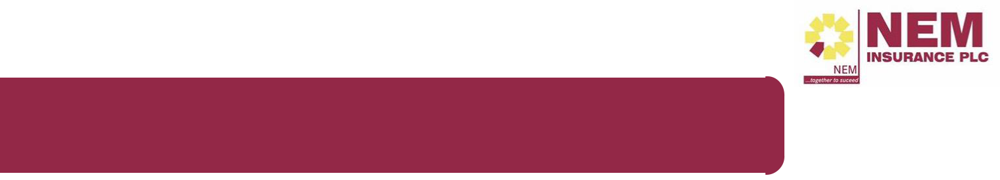 NEM
INSURANCE PLC
NEM
...together to suceed